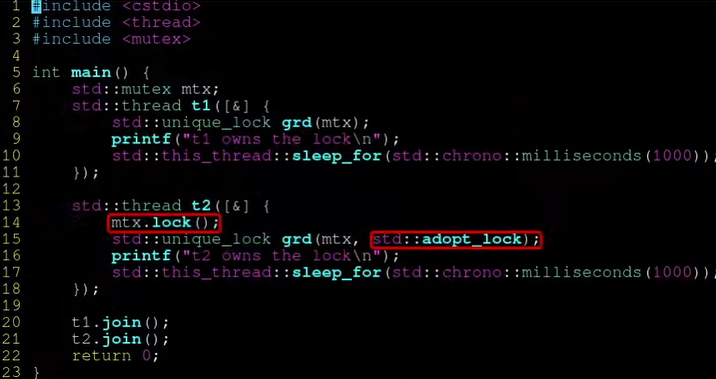 1 #include <cstdio>
2 #include <thread>
3 #include <mutex>
4
5 int main() {
6     std::mutex mtx;
7     std::thread t1([&] {
8         std::unique_lock grd(mtx);
9         printf("t1 owns the lock\n");
10         std::this_thread::sleep_for(std::chrono::milliseconds(1000));
11     });
12
13     std::thread t2([&] {
14         mtx.lock();
15         std::unique_lock grd(mtx, std::adopt_lock);
16         printf("t2 owns the lock\n");
17         std::this_thread::sleep_for(std::chrono::milliseconds(1000));
18     });
19
20     t1.join();
21     t2.join();
22     return 0;
23 }